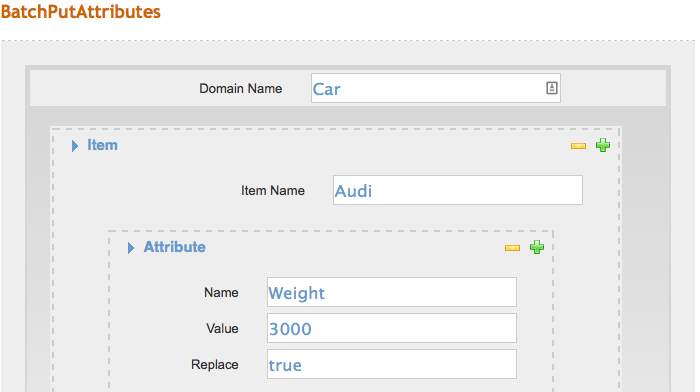 BatchPutAttributes
Domain Name Car
Item
Item Name Audi
Attribute
Name Weight
Value 3000
Replace true